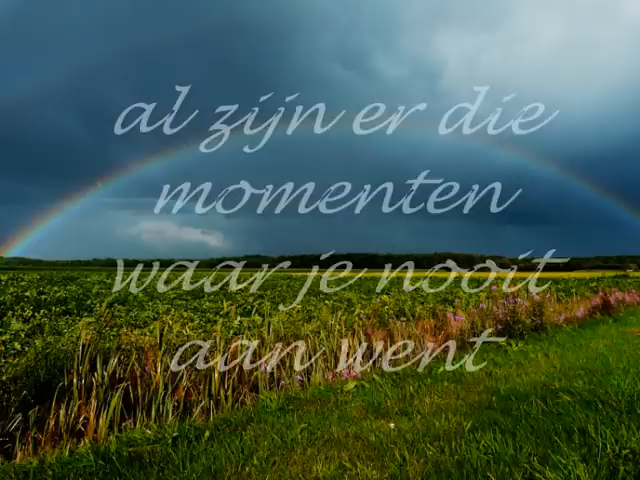 al zijn er die
momenten
waar je nooit
aan went